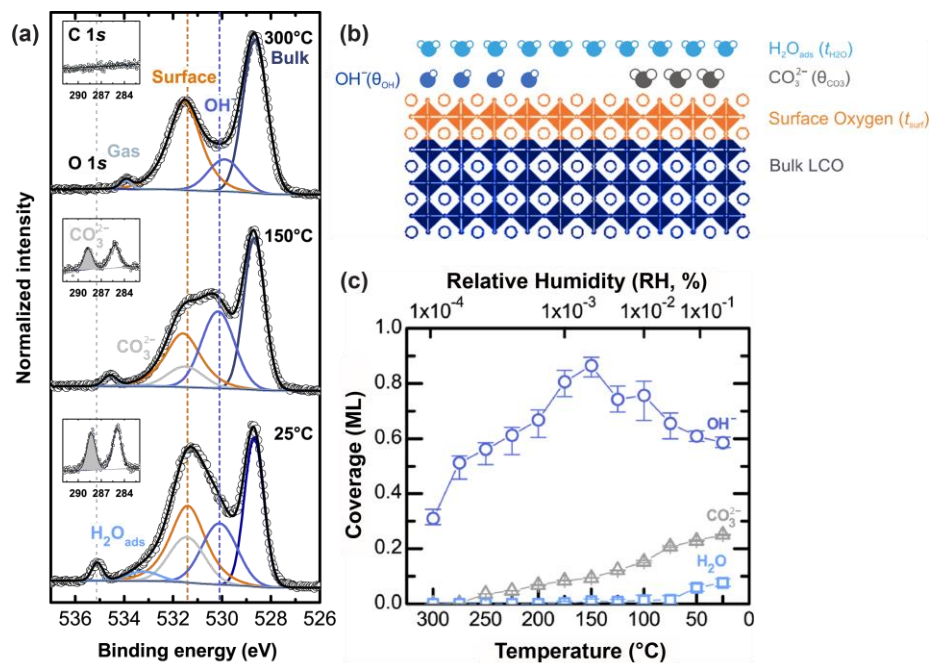 (a)
C 1s
290 287 284
300°C
Bulk
Surface
OH⁻
Gas
O 1s
150°C
CO₃²⁻
290 287 284
CO₃²⁻
25°C
290 287 284
H₂Oads
Normalized intensity
536 534 532 530 528 526
Binding energy (eV)
(b)
H₂Oads (tH2O)
OH⁻(θOH)
CO₃²⁻ (θCO3)
Surface Oxygen (tsurf)
Bulk LCO
(c)
Relative Humidity (RH, %)
1x10⁻⁴ 1x10⁻³ 1x10⁻² 1x10⁻¹
1.0
0.8
0.6
0.4
0.2
0.0
Coverage (ML)
OH⁻
CO₃²⁻
H₂O
300 250 200 150 100 50 0
Temperature (°C)